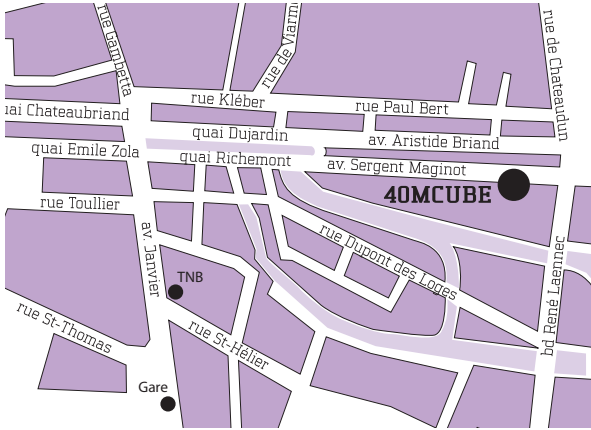 rue Gambetta
rue de Viarm
rue de Chateaudun
rue Kléber
rue Paul Bert
uai Chateaubriand
quai Dujardin
av. Aristide Briand
quai Emile Zola
quai Richemont
av. Sergent Maginot
40MCUBE
rue Toullier
av. Janvier
rue Dupont des Loges
bd René Laennec
TNB
rue St-Thomas
rue St-Hélier
Gare